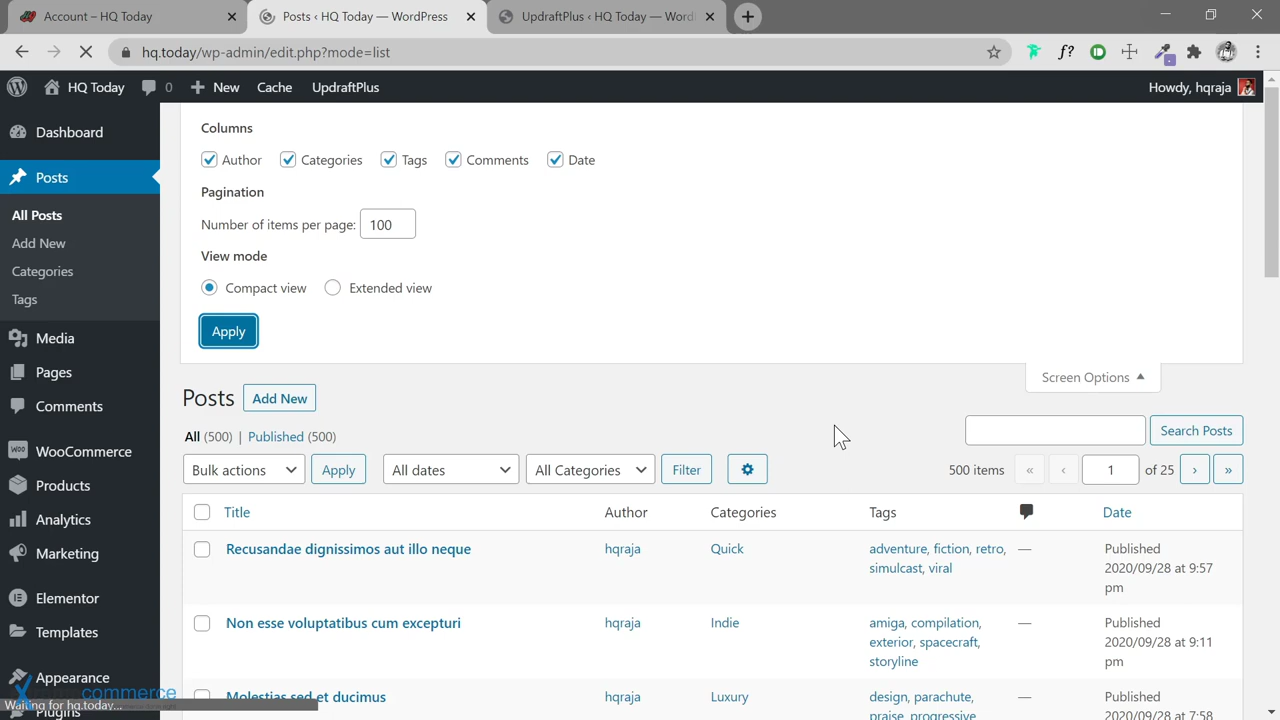 Account – HQ Today
Posts ‹ HQ Today — WordPress
UpdraftPlus ‹ HQ Today — Word
hq.today/wp-admin/edit.php?mode=list
f?
HQ Today
0
New
Cache
UpdraftPlus
Howdy, hqraja
Dashboard
Posts
All Posts
Add New
Categories
Tags
Media
Pages
Comments
WooCommerce
Products
Analytics
Marketing
Elementor
Templates
Appearance
commerce
Waiting for hq.today...
Plugins
Columns
Author
Categories
Tags
Comments
Date
Pagination
Number of items per page: 100
View mode
Compact view
Extended view
Apply
Screen Options
Posts
Add New
All (500) | Published (500)
Search Posts
Bulk actions
Apply
All dates
All Categories
Filter
500 items « ‹ 1 of 25 › »
Title
Author
Categories
Tags
Date
Recusandae dignissimos aut illo neque
hqraja
Quick
adventure, fiction, retro,
simulcast, viral
—
Published
2020/09/28 at 9:57
pm
Non esse voluptatibus cum excepturi
hqraja
Indie
amiga, compilation,
exterior, spacecraft,
storyline
—
Published
2020/09/28 at 9:11
pm
Molestias sed et ducimus
hqraja
Luxury
design, parachute,
praise, progressive
—
Published
2020/09/28 at 7:58